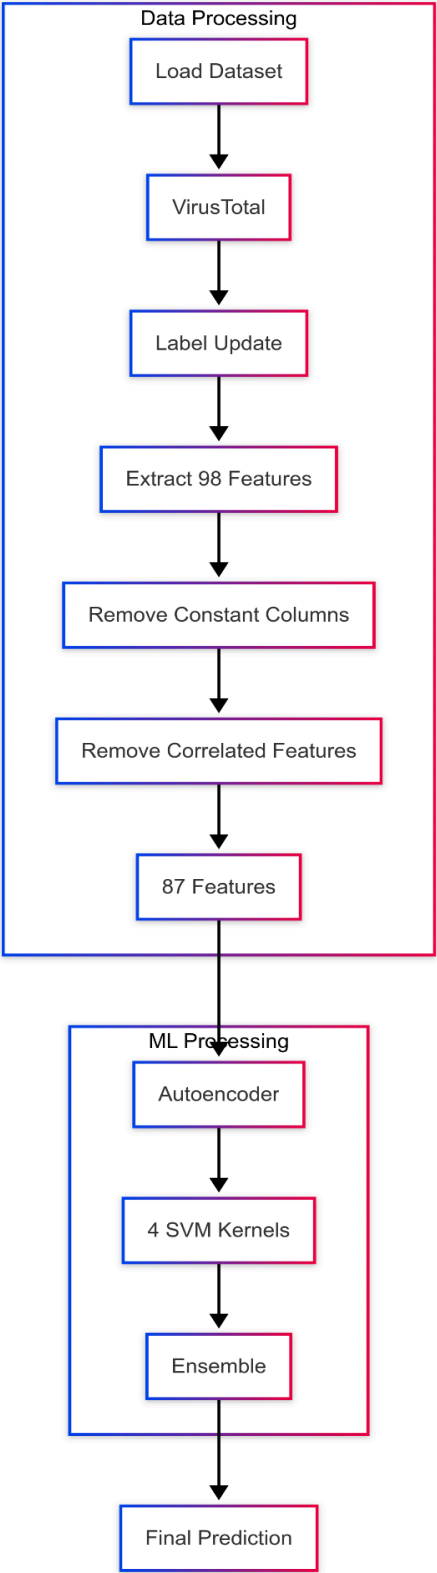 Data Processing
Load Dataset
VirusTotal
Label Update
Extract 98 Features
Remove Constant Columns
Remove Correlated Features
87 Features
ML Processing
Autoencoder
4 SVM Kernels
Ensemble
Final Prediction